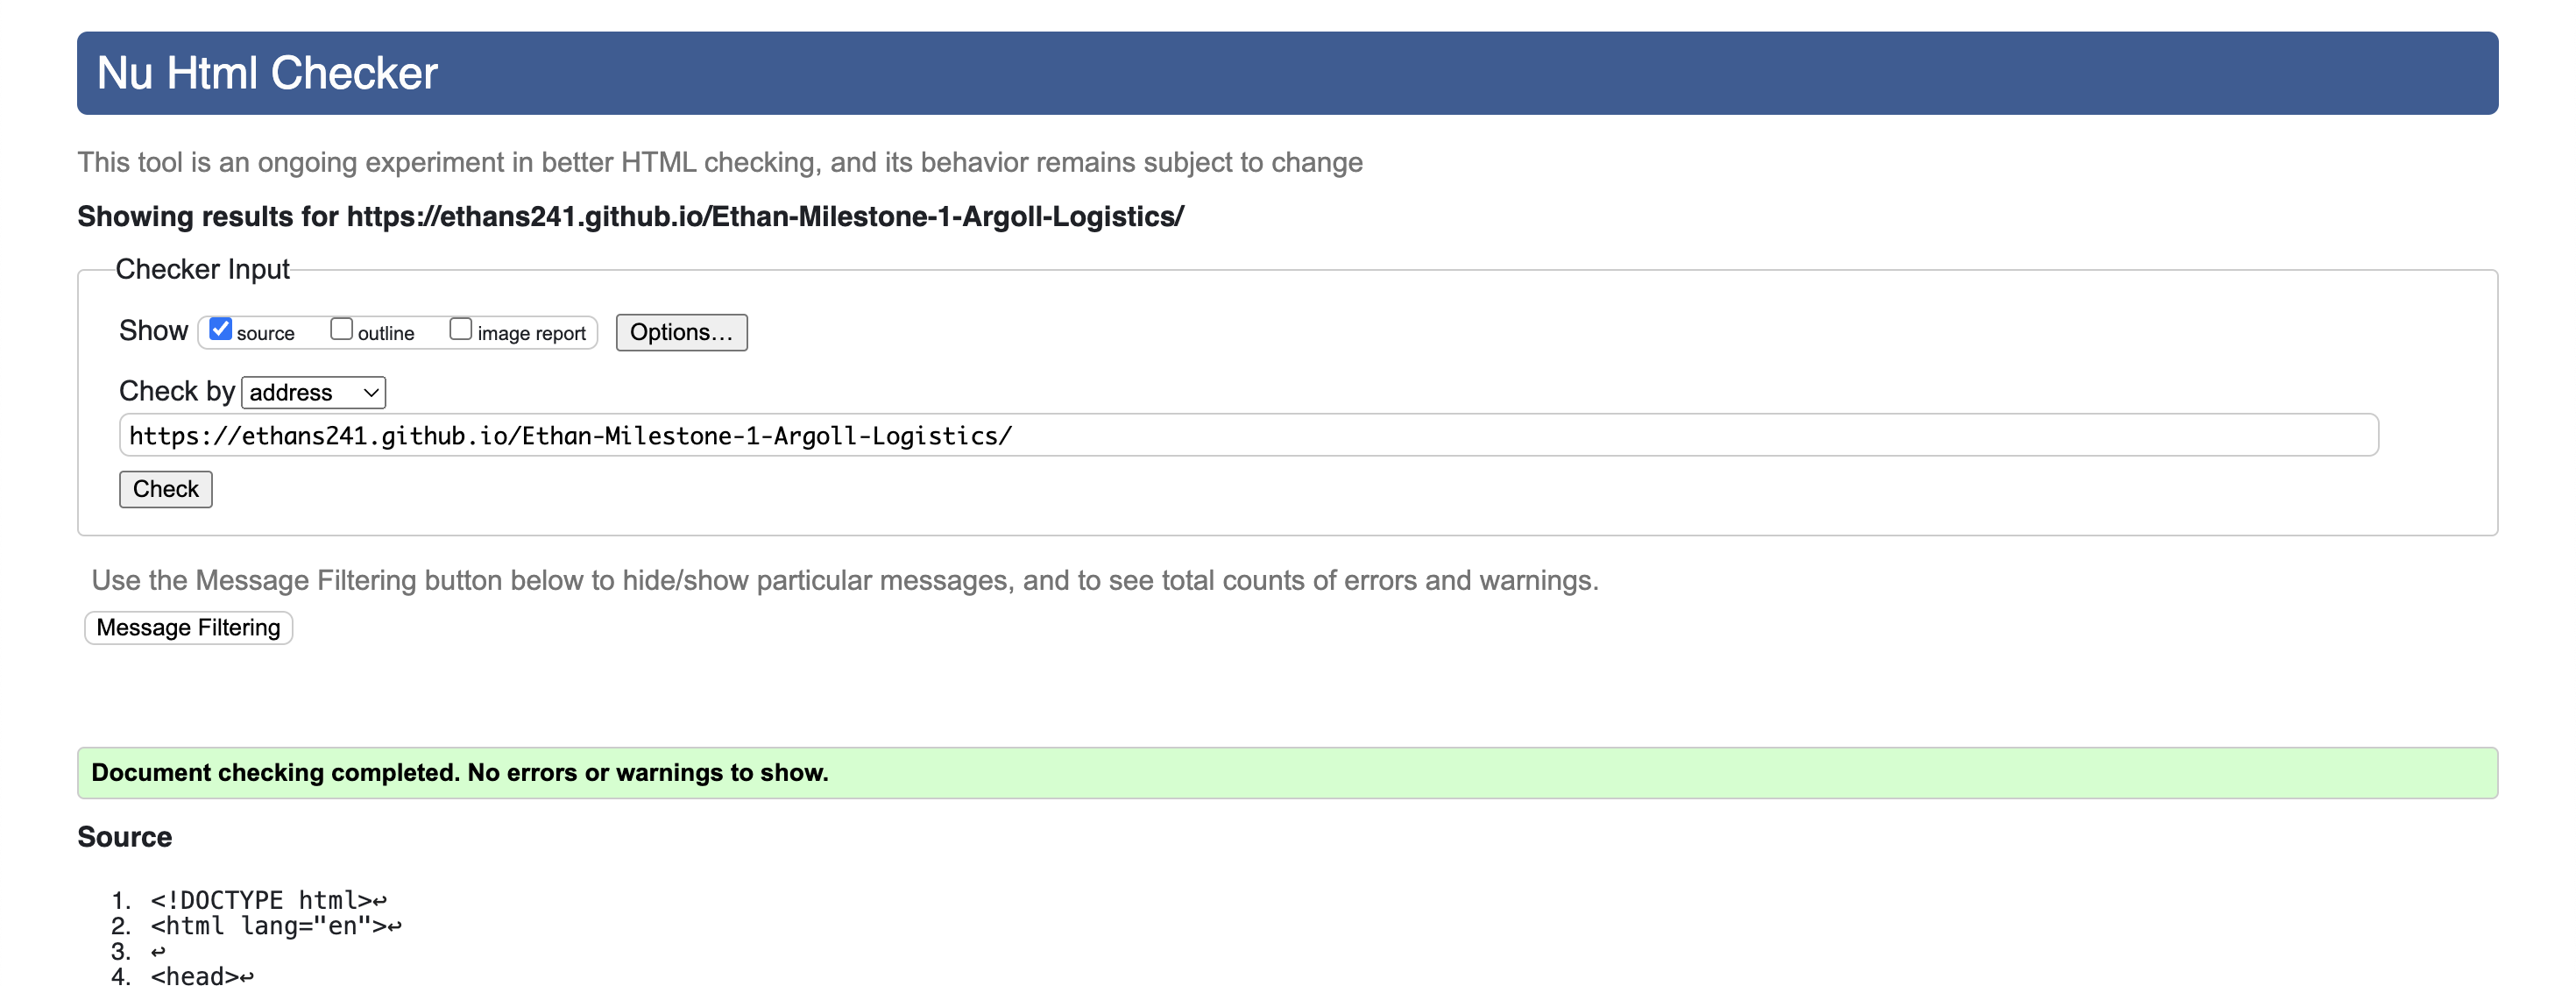 Nu Html Checker
This tool is an ongoing experiment in better HTML checking, and its behavior remains subject to change
Showing results for https://ethans241.github.io/Ethan-Milestone-1-Argoll-Logistics/
Checker Input
Show source outline image report Options…
Check by address
https://ethans241.github.io/Ethan-Milestone-1-Argoll-Logistics/
Check
Use the Message Filtering button below to hide/show particular messages, and to see total counts of errors and warnings.
Message Filtering
Document checking completed. No errors or warnings to show.
Source
1. <!DOCTYPE html>↩
2. <html lang="en">↩
3. ↩
4. <head>↩